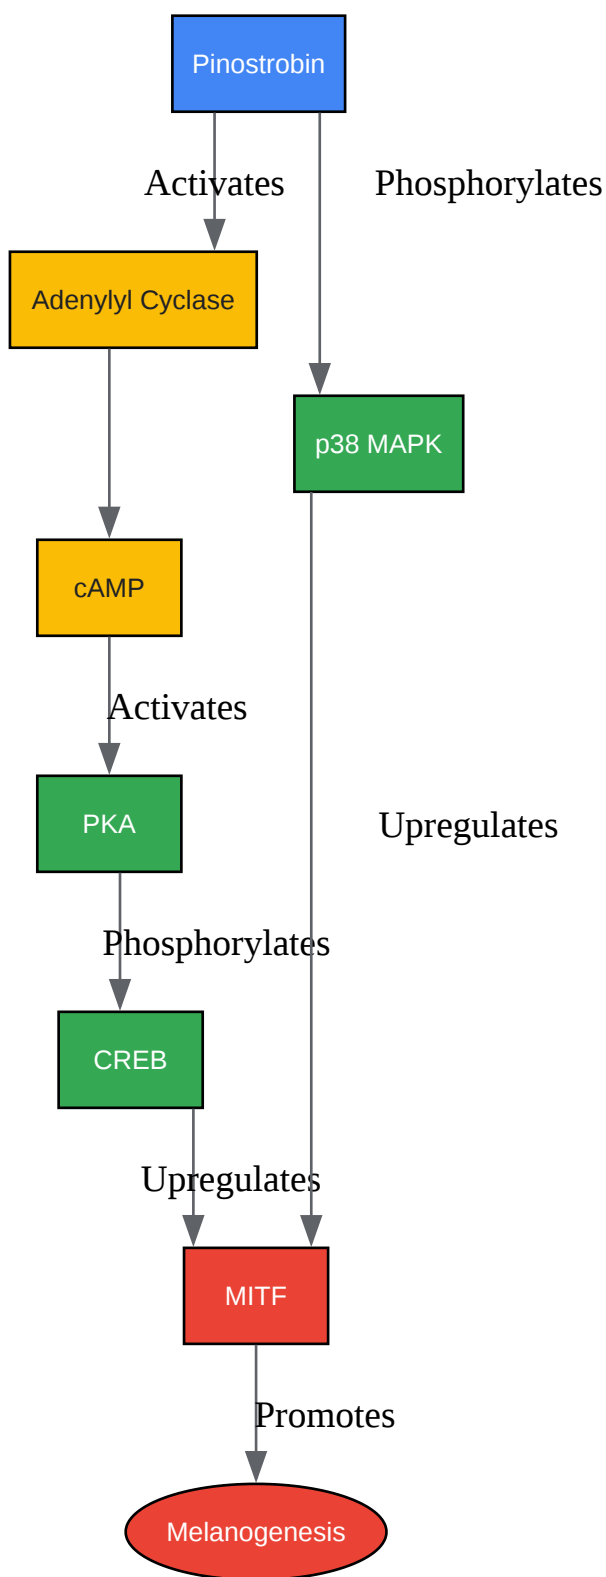 Pinostrobin
Activates
Phosphorylates
Adenylyl Cyclase
p38 MAPK
cAMP
Activates
PKA
Upregulates
Phosphorylates
CREB
Upregulates
MITF
Promotes
Melanogenesis